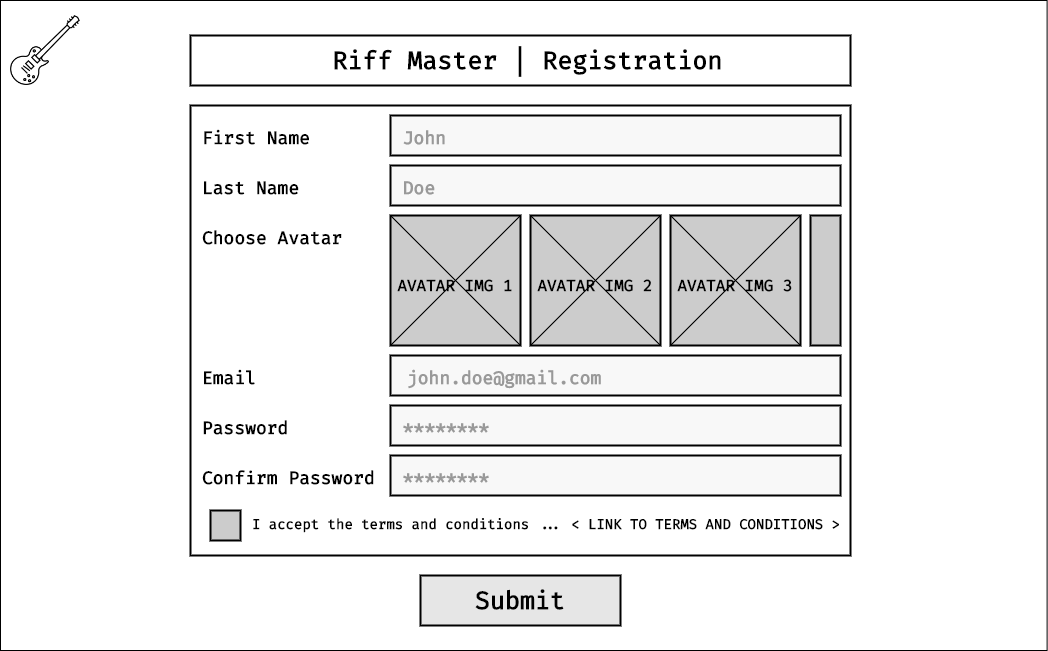 Riff Master | Registration
First Name
John
Last Name
Doe
Choose Avatar
AVATAR IMG 1
AVATAR IMG 2
AVATAR IMG 3
Email
john.doe@gmail.com
Password
********
Confirm Password
********
I accept the terms and conditions ... < LINK TO TERMS AND CONDITIONS >
Submit